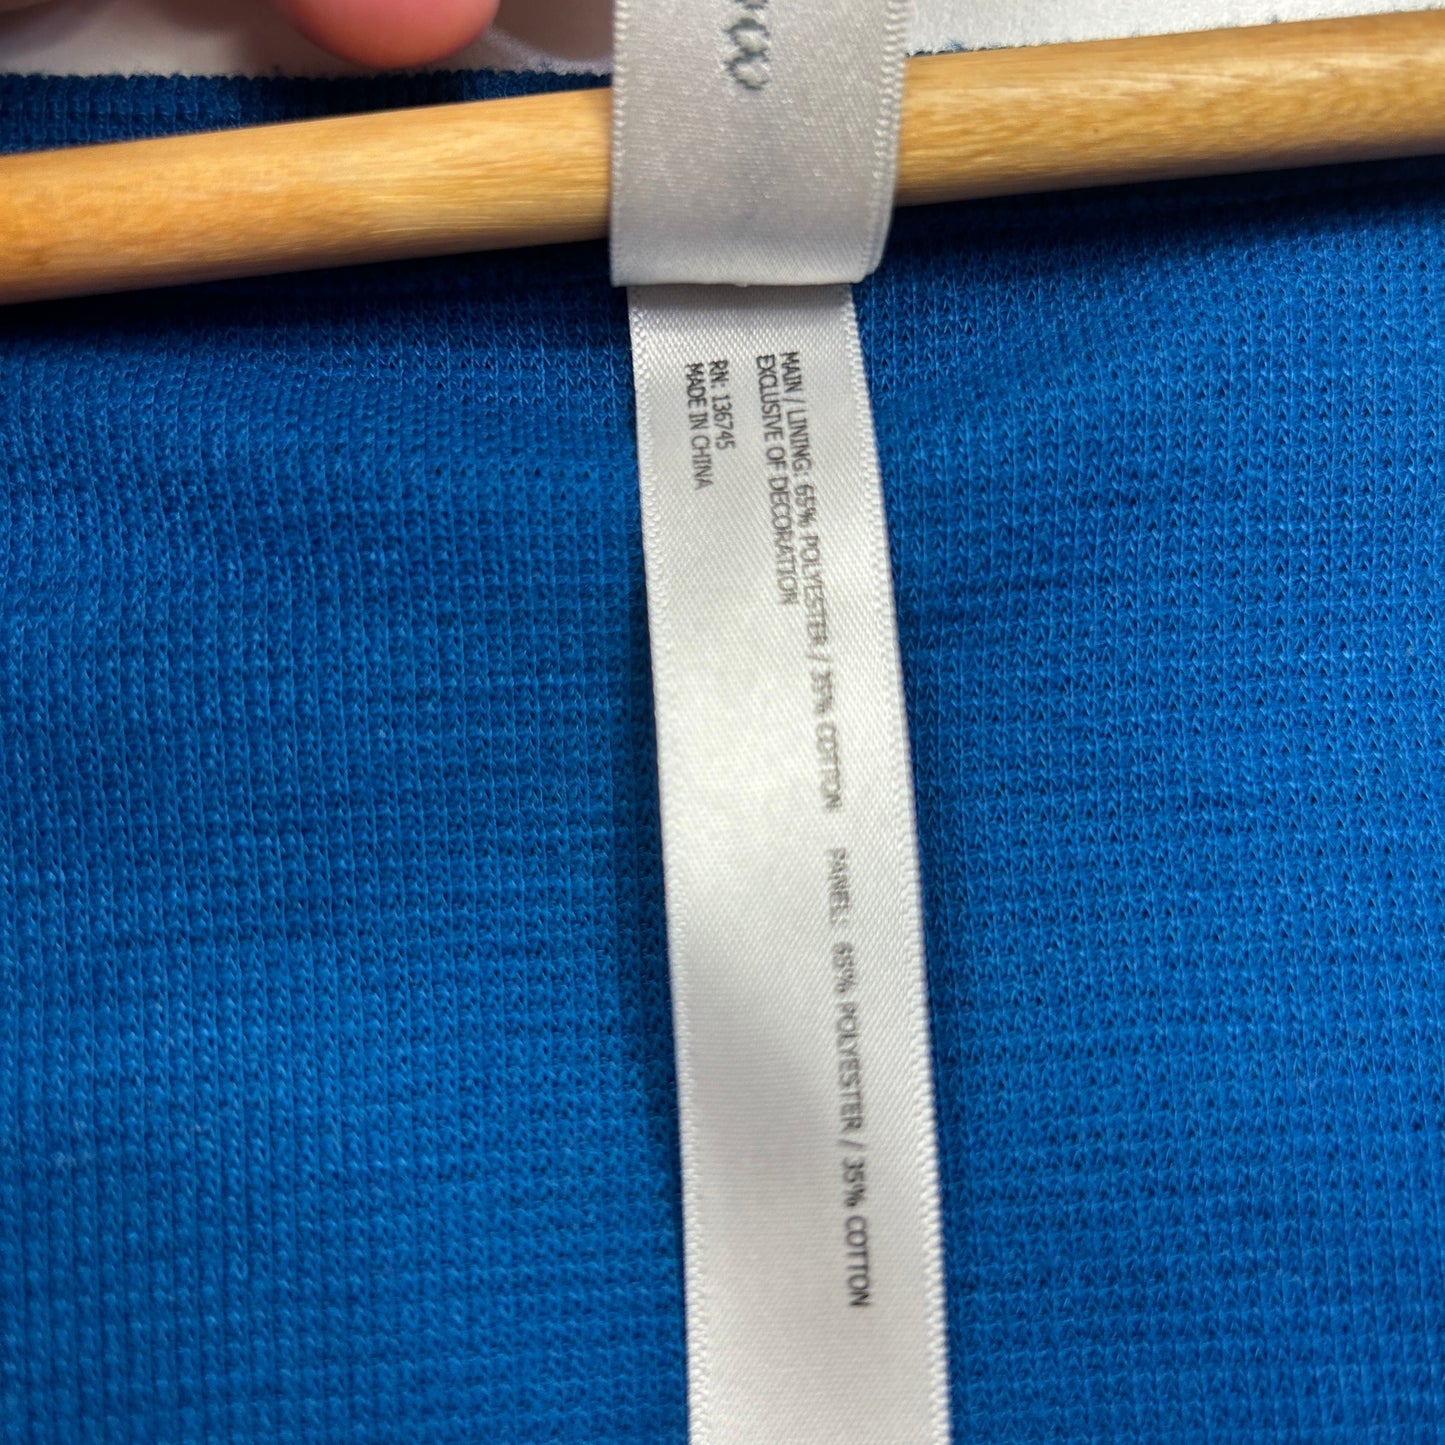 MAIN / LINING: 65% POLYESTER / 35% COTTON PANEL: 65% POLYESTER / 35% COTTON
EXCLUSIVE OF DECORATION
RN: 136745
MADE IN CHINA